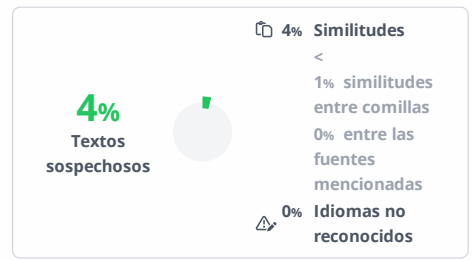 4%
Textos
sospechosos
4% Similitudes
<
1% similitudes
entre comillas
0% entre las
fuentes
mencionadas
0% Idiomas no
reconocidos